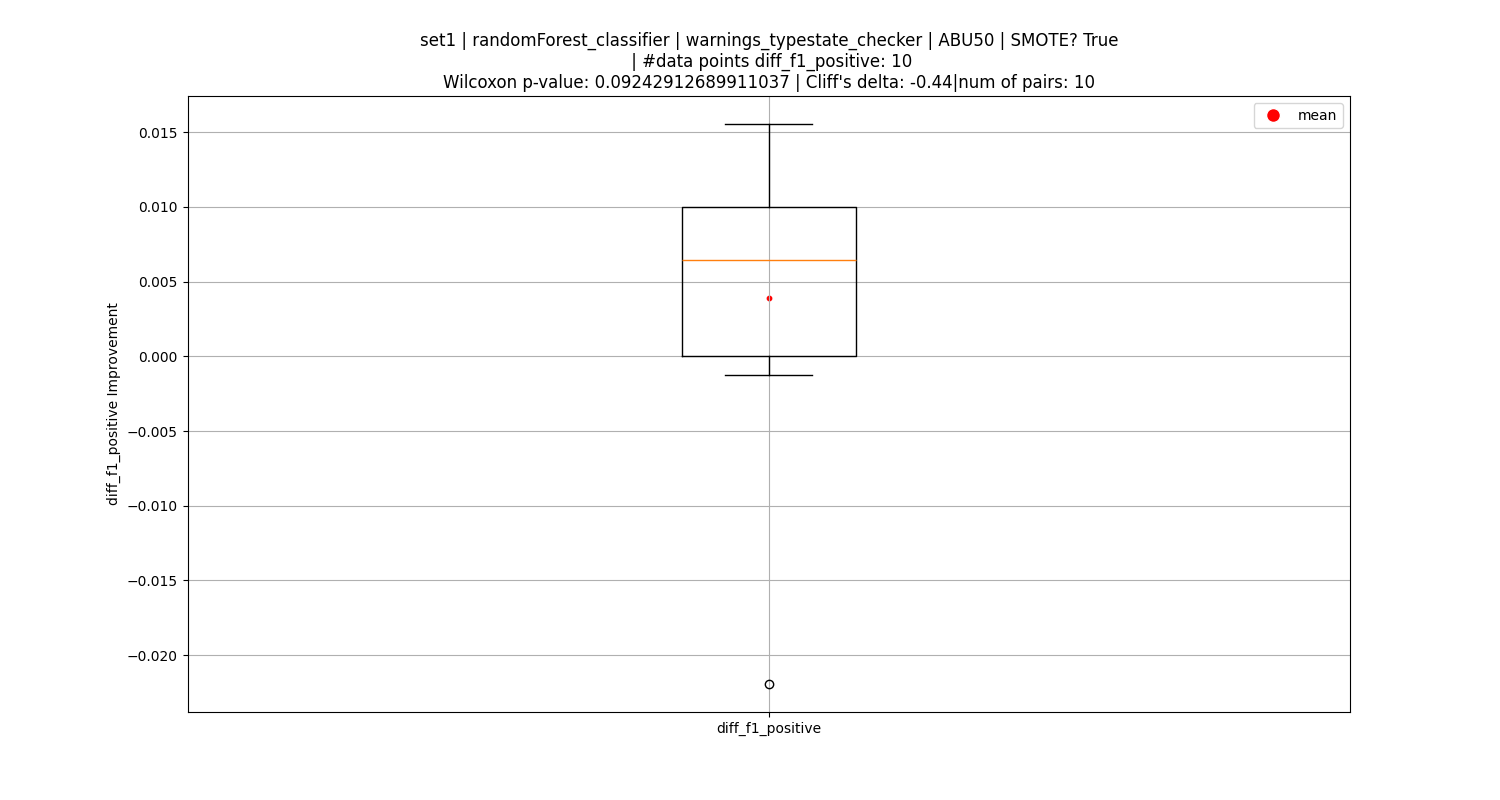 set1 | randomForest_classifier | warnings_typestate_checker | ABU50 | SMOTE? True
| #data points diff_f1_positive: 10
Wilcoxon p-value: 0.09242912689911037 | Cliff's delta: -0.44|num of pairs: 10
mean
0.015
0.010
0.005
0.000
−0.005
−0.010
−0.015
−0.020
diff_f1_positive Improvement
diff_f1_positive